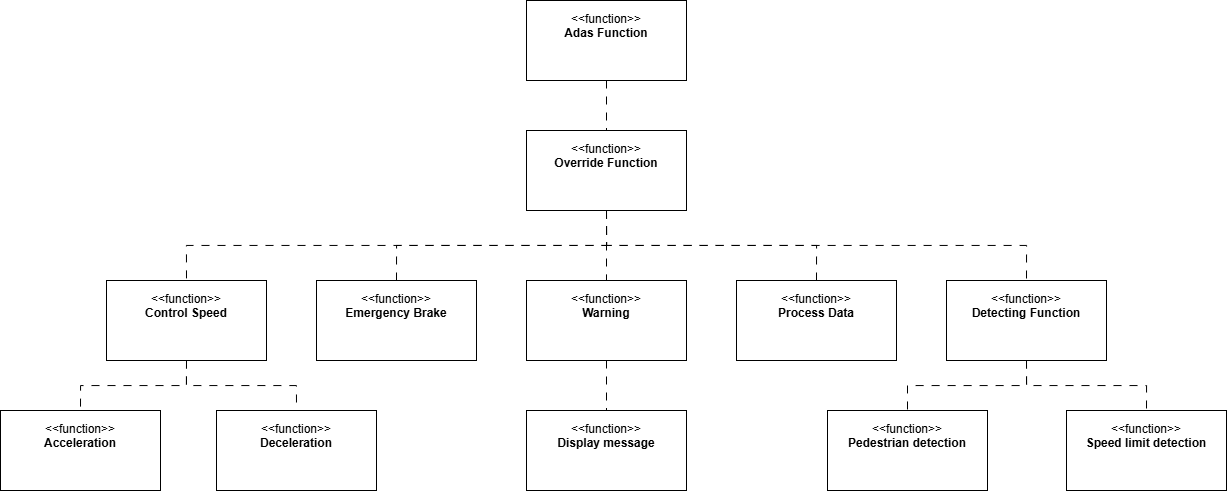 <<function>>
Adas Function
<<function>>
Override Function
<<function>>
Control Speed
<<function>>
Emergency Brake
<<function>>
Warning
<<function>>
Process Data
<<function>>
Detecting Function
<<function>>
Acceleration
<<function>>
Deceleration
<<function>>
Display message
<<function>>
Pedestrian detection
<<function>>
Speed limit detection